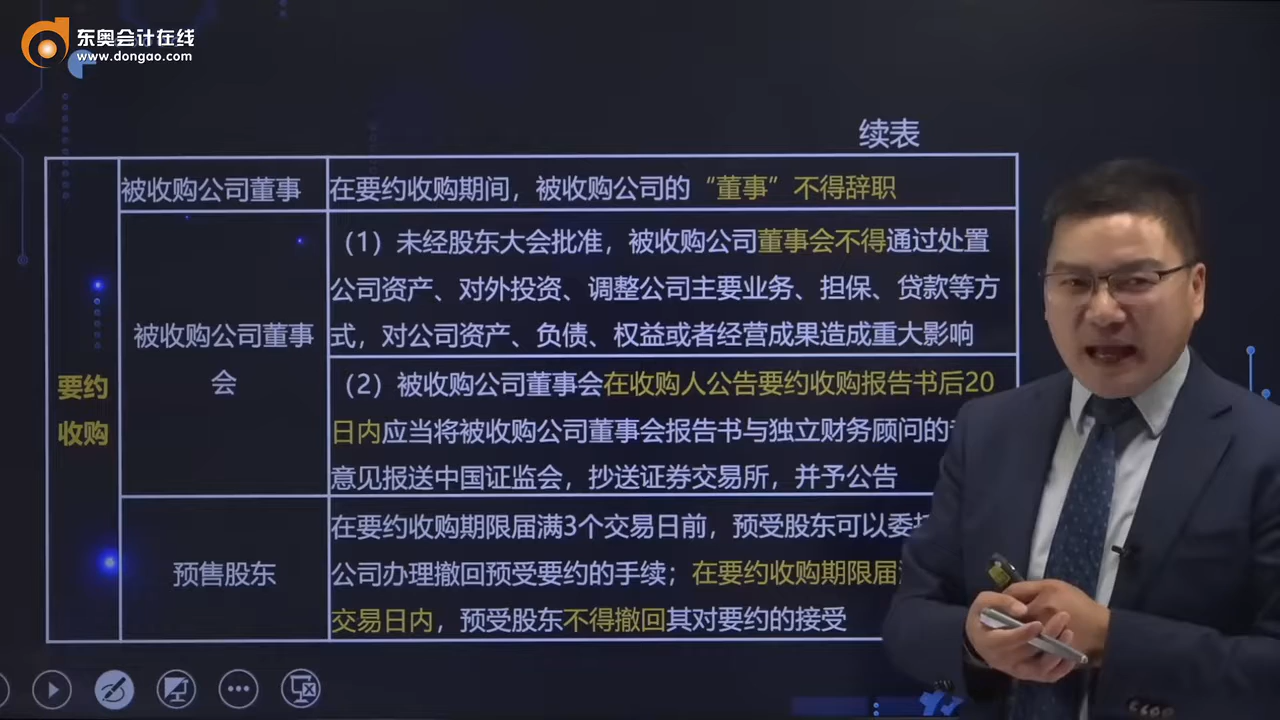 东奥会计在线
www.dongao.com
续表
要约
收购
被收购公司董事
在要约收购期间，被收购公司的“董事”不得辞职
被收购公司董事
会
（1）未经股东大会批准，被收购公司董事会不得通过处置
公司资产、对外投资、调整公司主要业务、担保、贷款等方
式，对公司资产、负债、权益或者经营成果造成重大影响
（2）被收购公司董事会在收购人公告要约收购报告书后20
日内应当将被收购公司董事会报告书与独立财务顾问的
意见报送中国证监会，抄送证券交易所，并予公告
预售股东
在要约收购期限届满3个交易日前，预受股东可以委
公司办理撤回预受要约的手续；在要约收购期限届
交易日内，预受股东不得撤回其对要约的接受